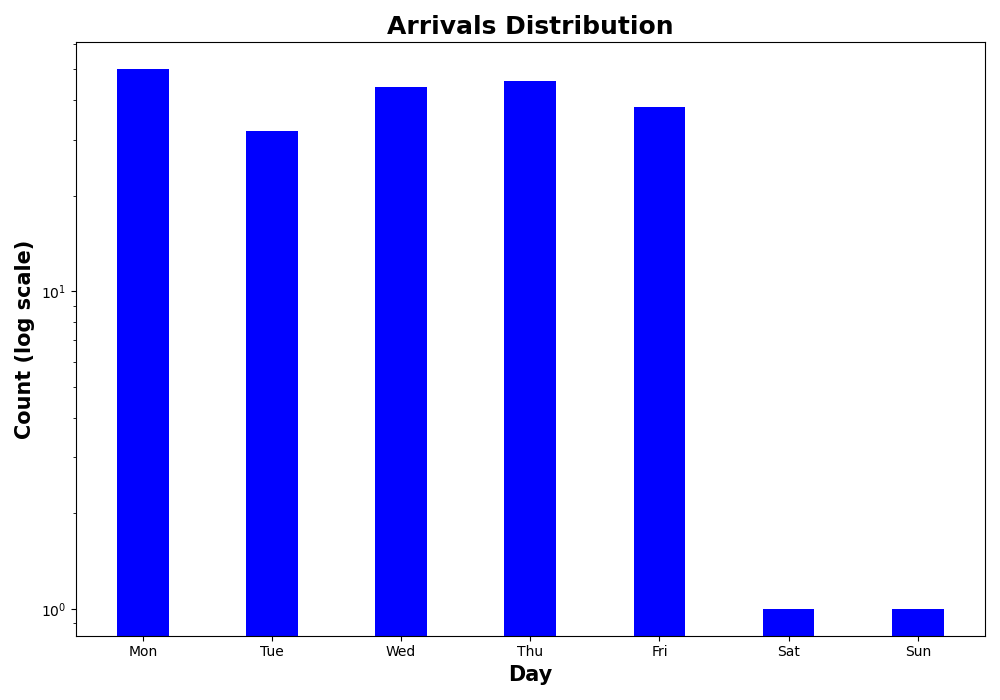 Arrivals Distribution
Count (log scale)
10¹
10⁰
Mon Tue Wed Thu Fri Sat Sun
Day